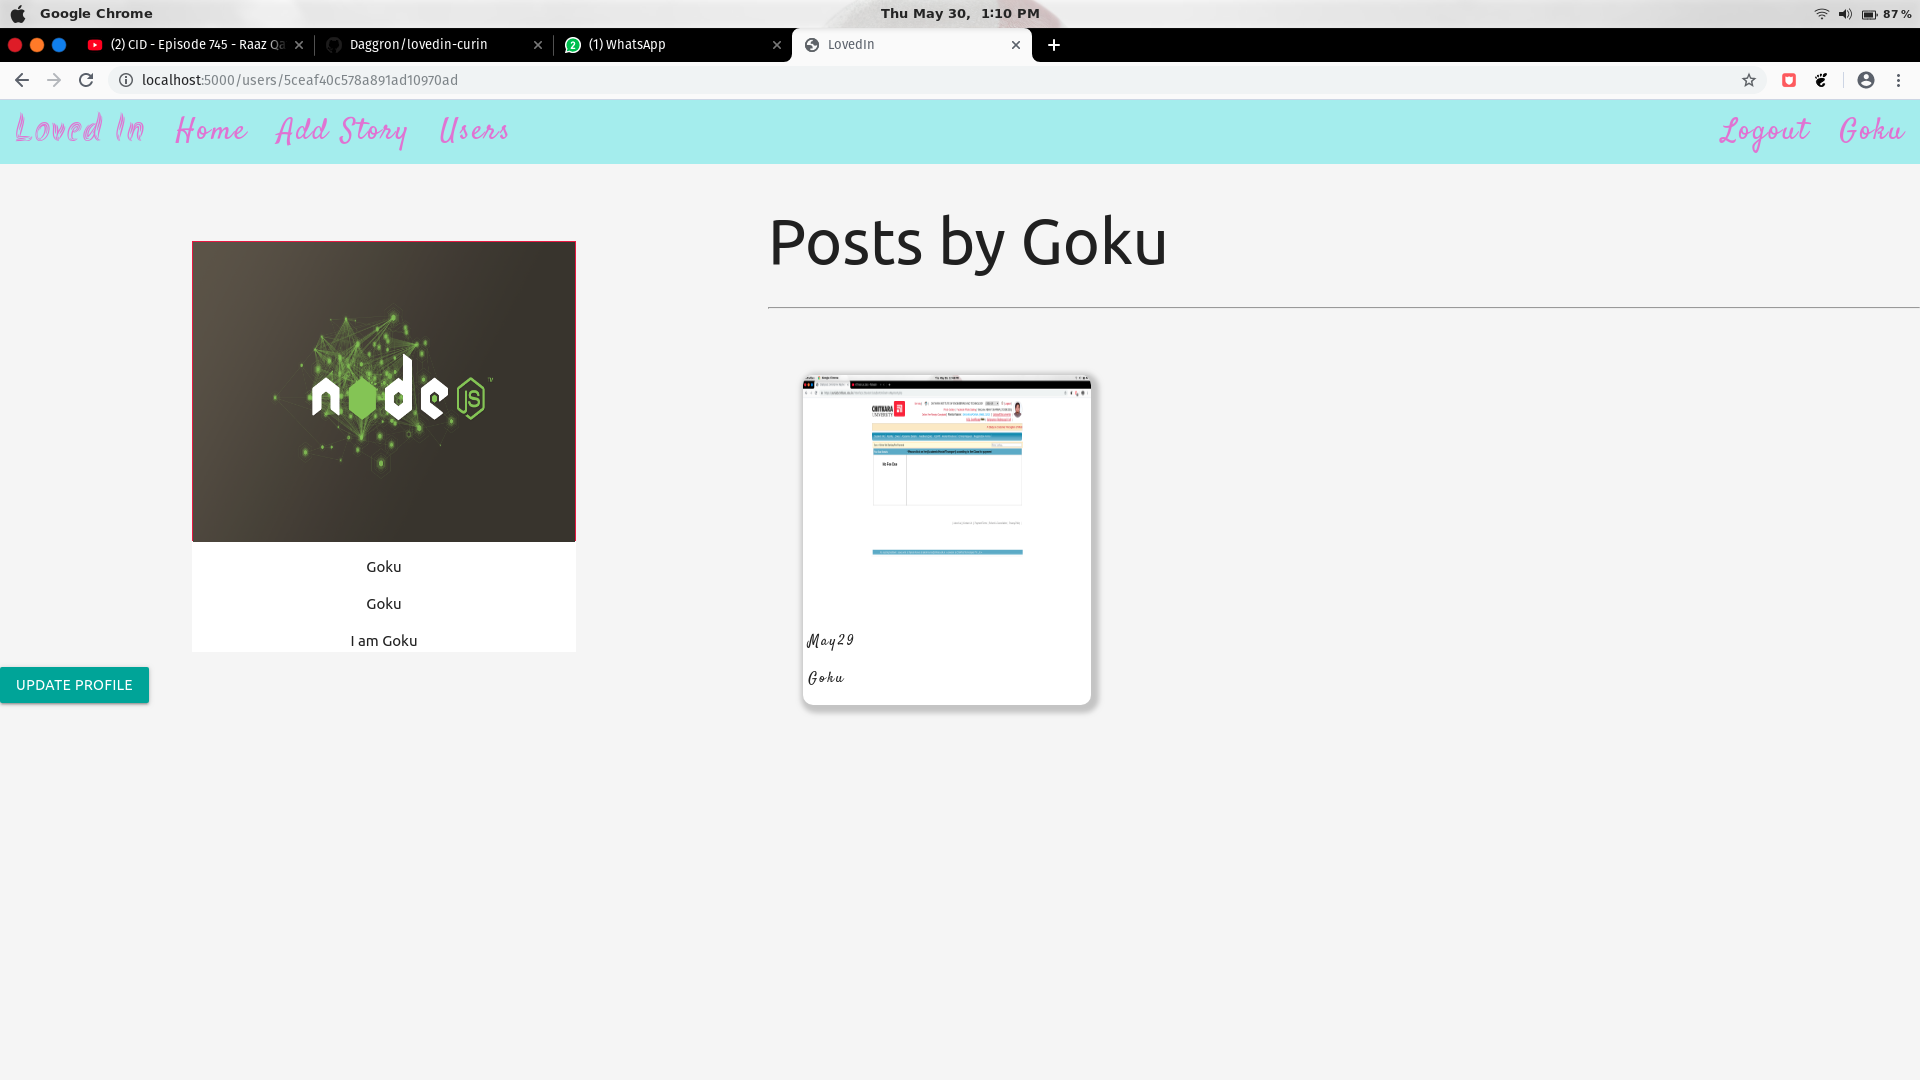 Google Chrome
Thu May 30, 1:10 PM
87 %
(2) CID - Episode 745 - Raaz Qa
Daggron/lovedin-curin
(1) WhatsApp
LovedIn
localhost:5000/users/5ceaf40c578a891ad10970ad
Loved In
Home
Add Story
Users
Logout
Goku
Posts by Goku
node
JS
Goku
Goku
I am Goku
UPDATE PROFILE
CHITKARA
UNIVERSITY
May29
Goku